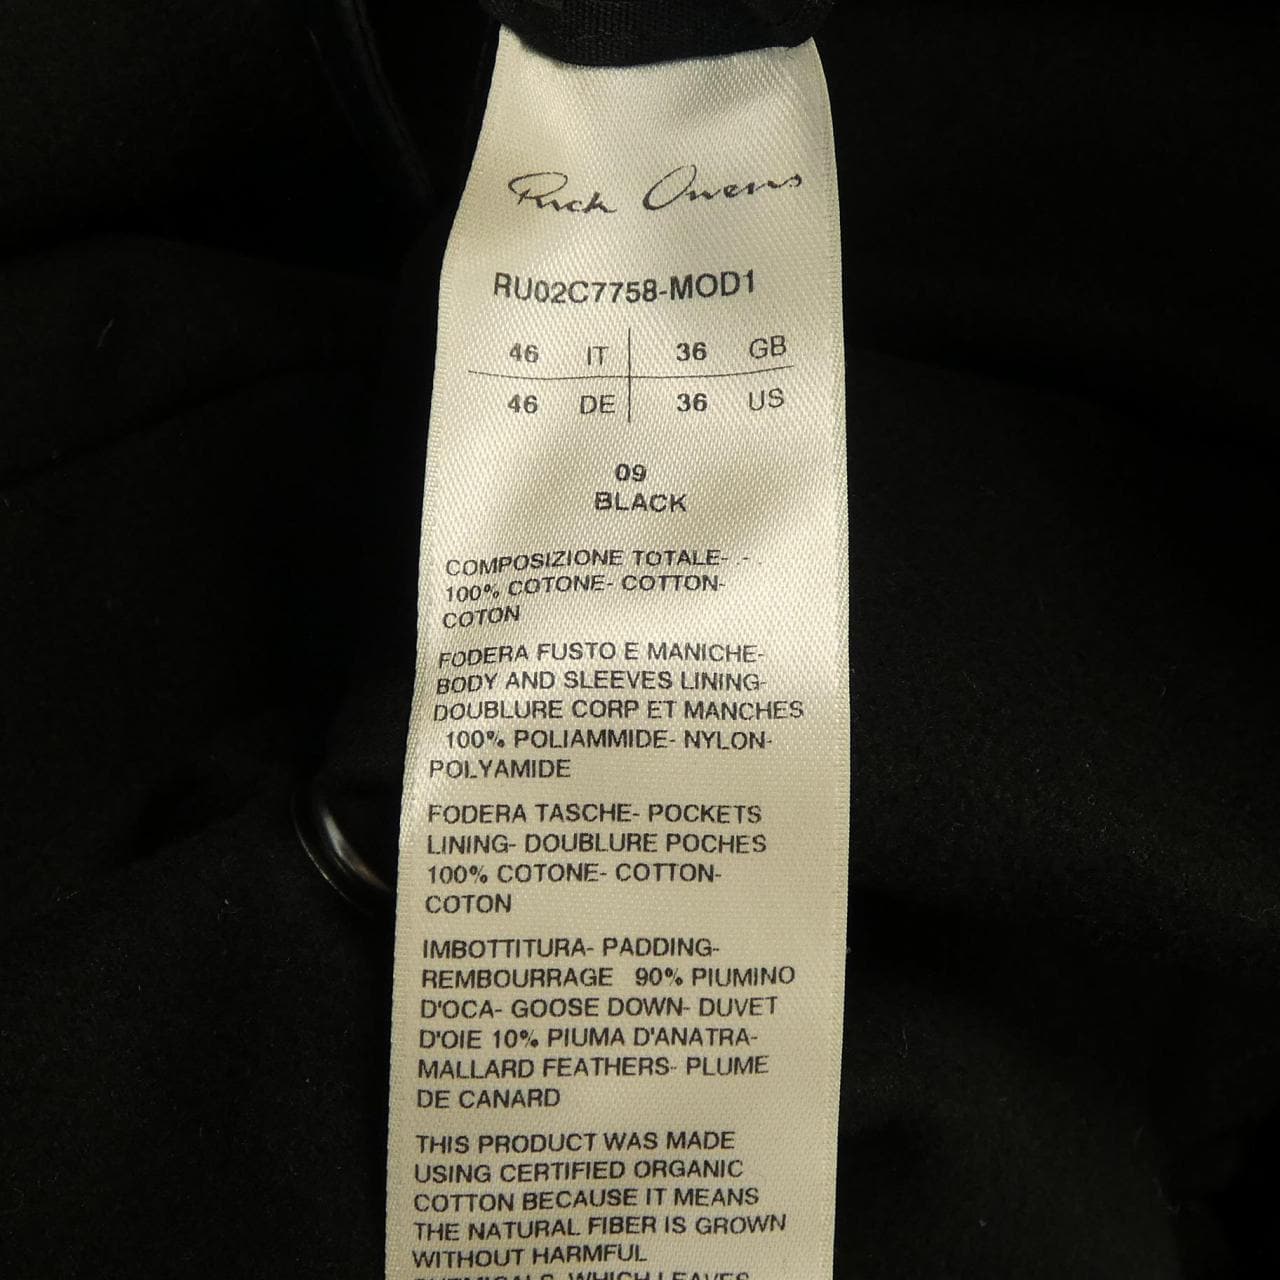 Rick Owens
RU02C7758-MOD1
46 IT 36 GB
46 DE 36 US
09
BLACK
COMPOSIZIONE TOTALE- .-.
100% COTONE- COTTON-
COTON
FODERA FUSTO E MANICHE-
BODY AND SLEEVES LINING-
DOUBLURE CORP ET MANCHES
100% POLIAMMIDE- NYLON-
POLYAMIDE
FODERA TASCHE- POCKETS
LINING- DOUBLURE POCHES
100% COTONE- COTTON-
COTON
IMBOTTITURA- PADDING-
REMBOURRAGE 90% PIUMINO
D'OCA- GOOSE DOWN- DUVET
D'OIE 10% PIUMA D'ANATRA-
MALLARD FEATHERS- PLUME
DE CANARD
THIS PRODUCT WAS MADE
USING CERTIFIED ORGANIC
COTTON BECAUSE IT MEANS
THE NATURAL FIBER IS GROWN
WITHOUT HARMFUL
CHEMICALS, WHICH LEAVES